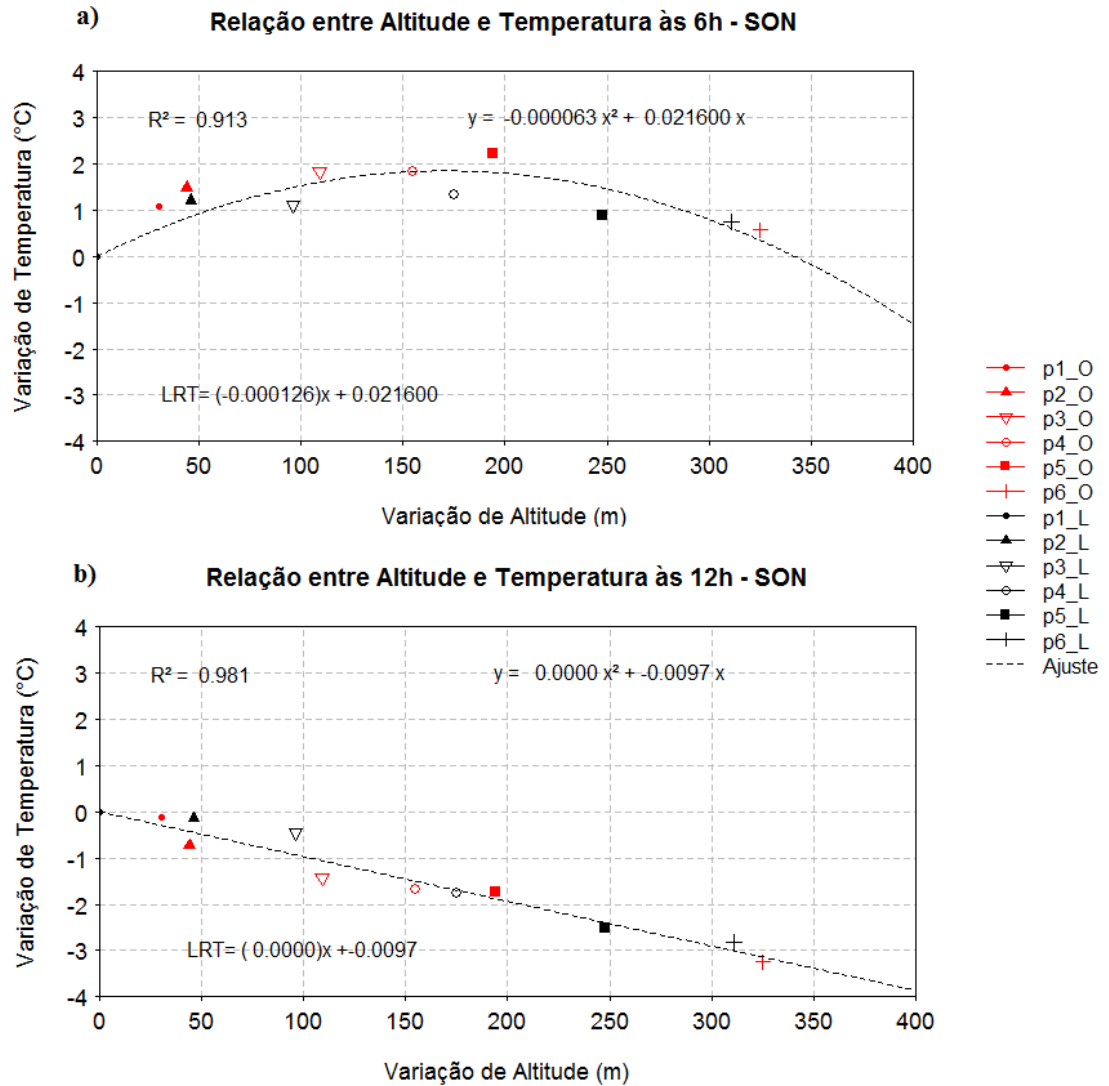 a)
Relação entre Altitude e Temperatura às 6h - SON
Variação de Temperatura (°C)
4
3
2
1
0
-1
-2
-3
-4
R² = 0.913
y = -0.000063 x² + 0.021600 x
LRT= (-0.000126)x + 0.021600
0 50 100 150 200 250 300 350 400
Variação de Altitude (m)
b)
Relação entre Altitude e Temperatura às 12h - SON
Variação de Temperatura (°C)
4
3
2
1
0
-1
-2
-3
-4
R² = 0.981
y = 0.0000 x² + -0.0097 x
LRT= ( 0.0000)x +-0.0097
0 50 100 150 200 250 300 350 400
Variação de Altitude (m)
p1_O
p2_O
p3_O
p4_O
p5_O
p6_O
p1_L
p2_L
p3_L
p4_L
p5_L
p6_L
Ajuste